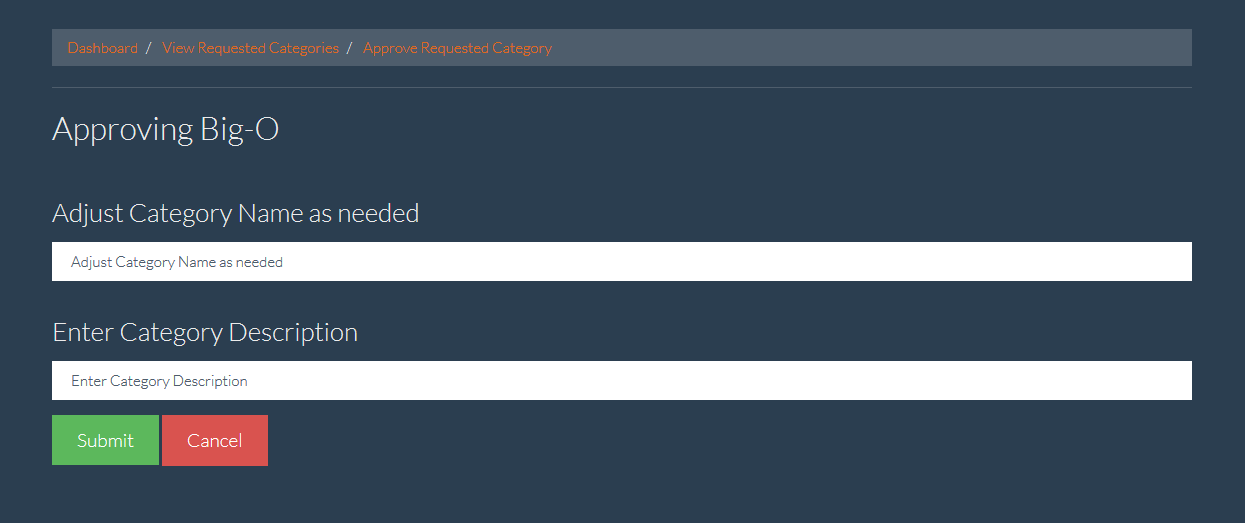 Dashboard / View Requested Categories / Approve Requested Category
Approving Big-O
Adjust Category Name as needed
Adjust Category Name as needed
Enter Category Description
Enter Category Description
Submit Cancel